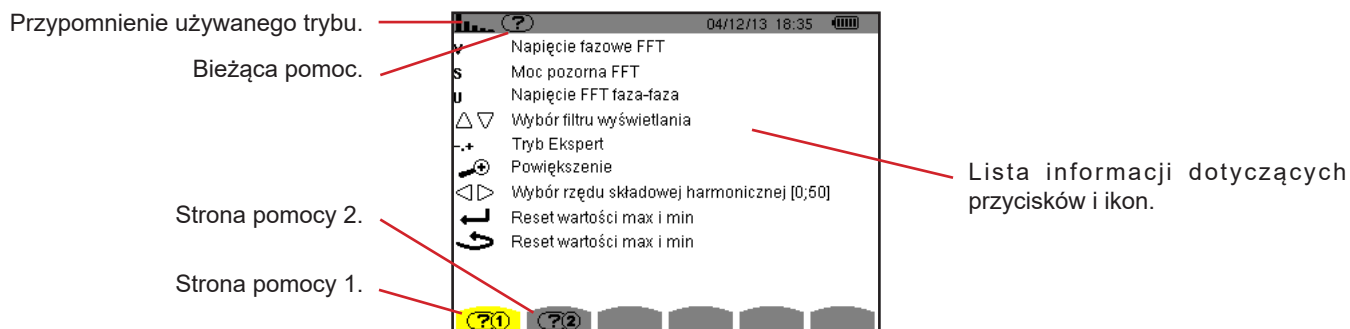 Przypomnienie używanego trybu.
Bieżąca pomoc.
Strona pomocy 2.
Strona pomocy 1.
? 04/12/13 18:35
V Napięcie fazowe FFT
S Moc pozorna FFT
U Napięcie FFT faza-faza
Wybór filtru wyświetlania
-.+ Tryb Ekspert
Powiększenie
Wybór rzędu składowej harmonicznej [0;50]
Reset wartości max i min
Reset wartości max i min
?1 ?2
Lista informacji dotyczących
przycisków i ikon.